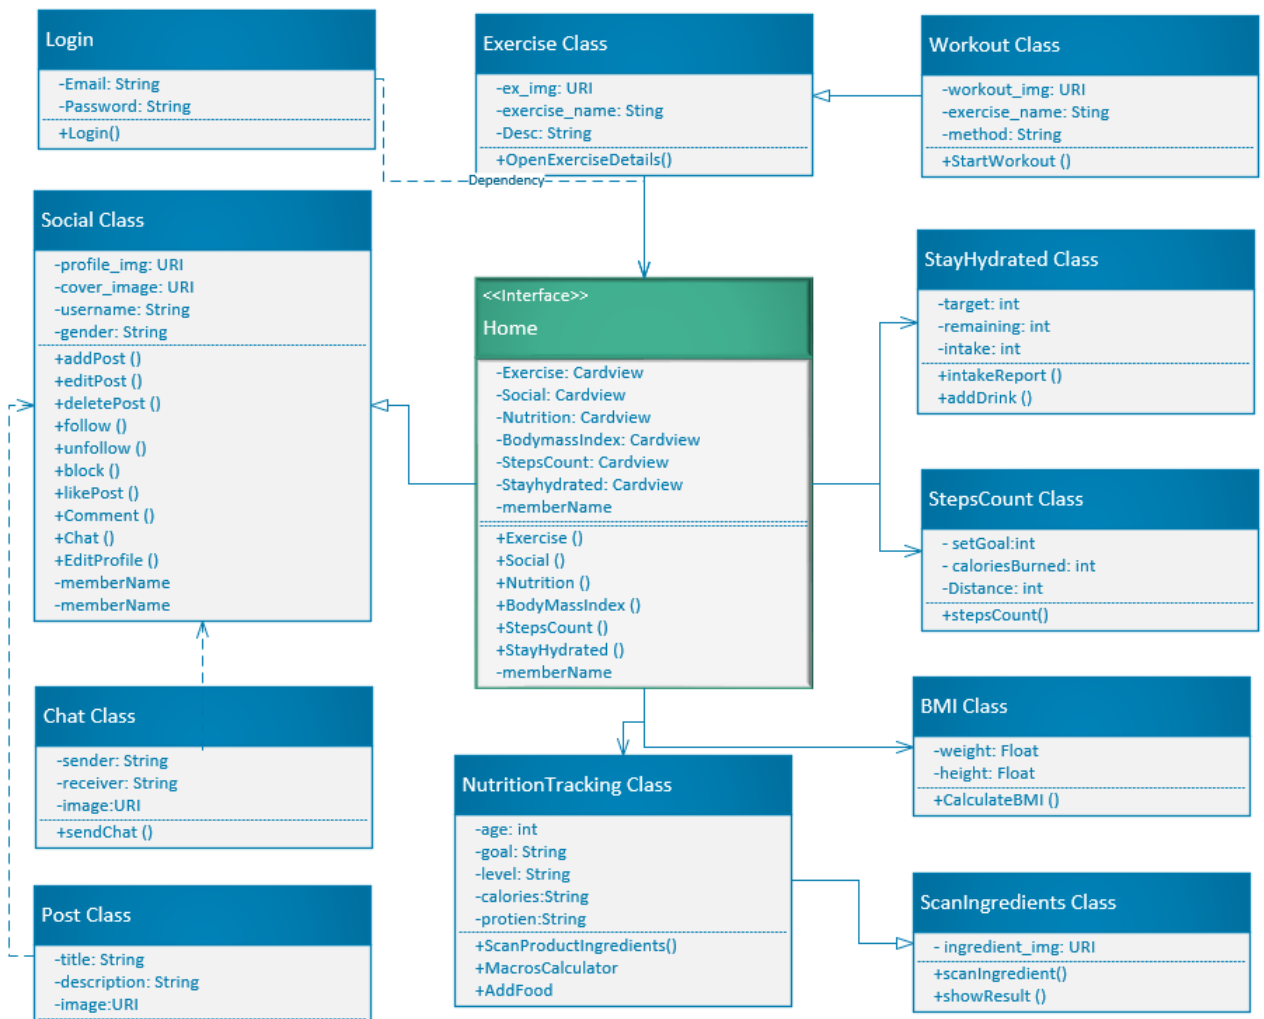 Login
-Email: String
-Password: String
+Login()
Exercise Class
-ex_img: URI
-exercise_name: Sting
-Desc: String
+OpenExerciseDetails()
Workout Class
-workout_img: URI
-exercise_name: Sting
-method: String
+StartWorkout ()
Dependency
Social Class
-profile_img: URI
-cover_image: URI
-username: String
-gender: String
+addPost ()
+editPost ()
+deletePost ()
+follow ()
+unfollow ()
+block ()
+likePost ()
+Comment ()
+Chat ()
+EditProfile ()
-memberName
-memberName
<<Interface>>
Home
-Exercise: Cardview
-Social: Cardview
-Nutrition: Cardview
-BodymassIndex: Cardview
-StepsCount: Cardview
-Stayhydrated: Cardview
-memberName
+Exercise ()
+Social ()
+Nutrition ()
+BodyMassIndex ()
+StepsCount ()
+StayHydrated ()
-memberName
StayHydrated Class
-target: int
-remaining: int
-intake: int
+intakeReport ()
+addDrink ()
StepsCount Class
- setGoal:int
- caloriesBurned: int
-Distance: int
+stepsCount()
Chat Class
-sender: String
-receiver: String
-image:URI
+sendChat ()
NutritionTracking Class
-age: int
-goal: String
-level: String
-calories:String
-protien:String
+ScanProductIngredients()
+MacrosCalculator
+AddFood
BMI Class
-weight: Float
-height: Float
+CalculateBMI ()
Post Class
-title: String
-description: String
-image:URI
ScanIngredients Class
- ingredient_img: URI
+scanIngredient()
+showResult ()